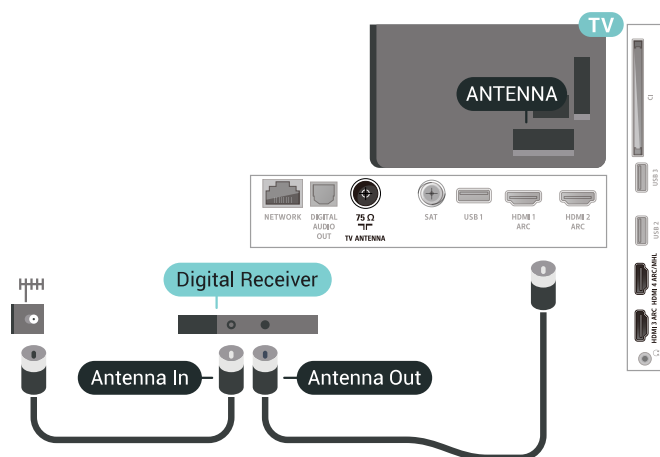 TV
ANTENNA
NETWORK
DIGITAL
AUDIO
OUT
75 Ω
TV ANTENNA
SAT
USB 1
HDMI 1
ARC
HDMI 2
ARC
CI
USB 3
USB 2
HDMI 4 ARC/MHL
HDMI 3 ARC
Digital Receiver
Antenna In
Antenna Out